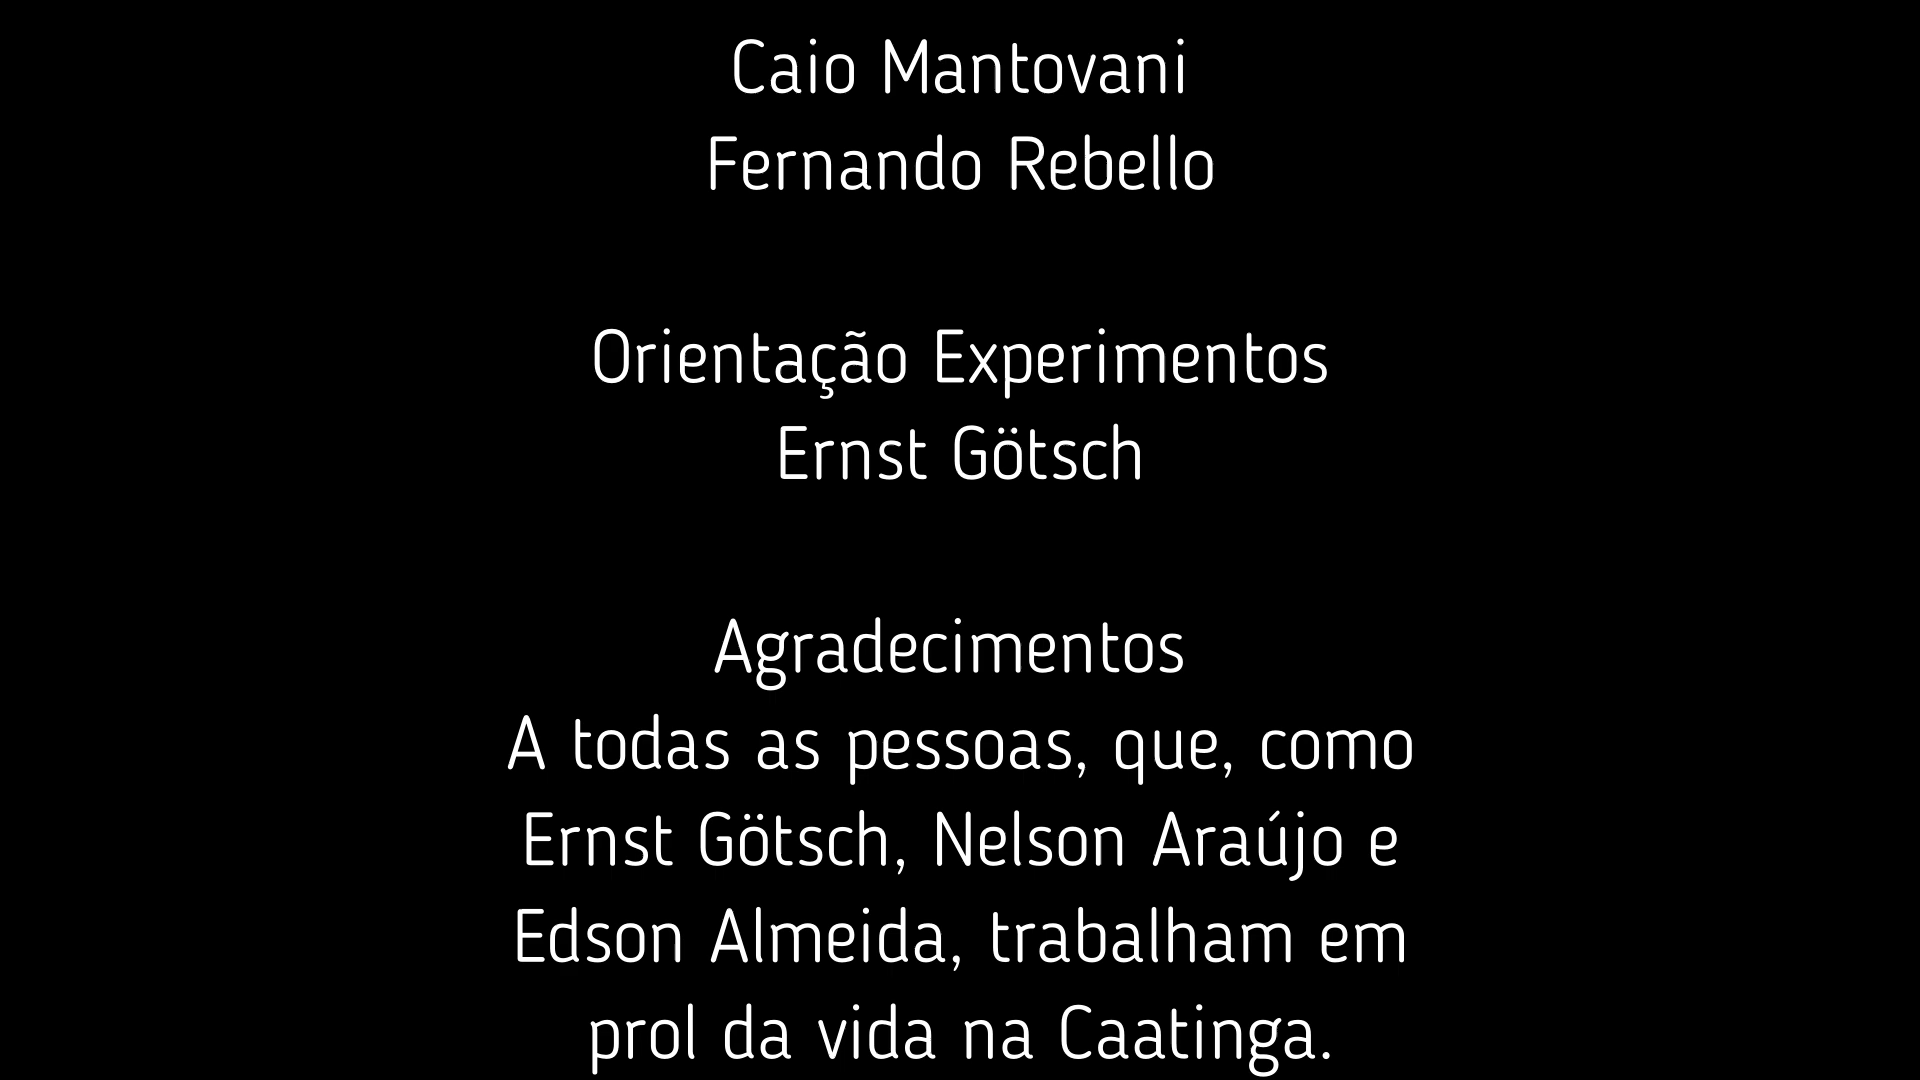 Caio Mantovani
Fernando Rebello
Orientação Experimentos
Ernst Götsch
Agradecimentos
A todas as pessoas, que, como
Ernst Götsch, Nelson Araújo e
Edson Almeida, trabalham em
prol da vida na Caatinga.